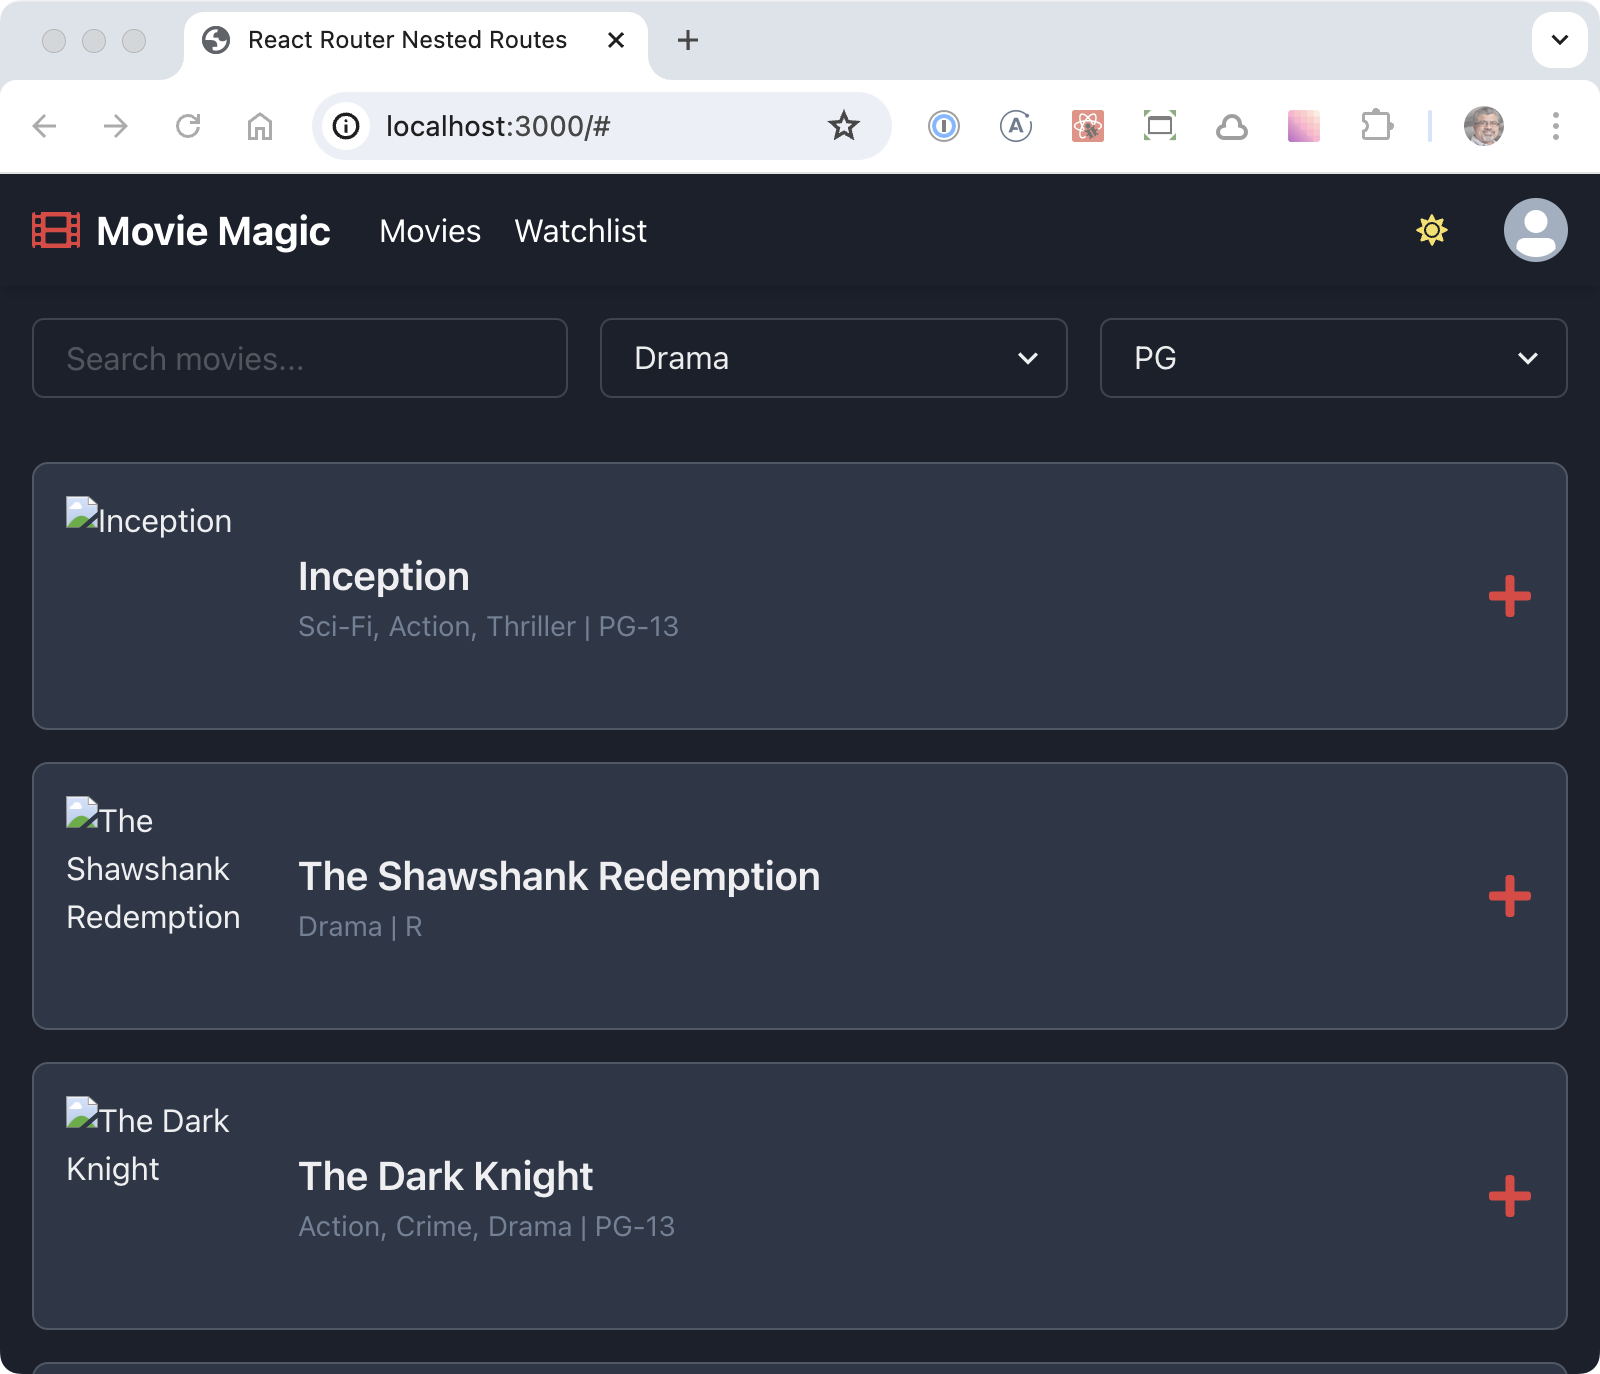 React Router Nested Routes
localhost:3000/#
A
Movie Magic
Movies
Watchlist
Search movies...
Drama
PG
Inception
Inception
Sci-Fi, Action, Thriller | PG-13
The
Shawshank
Redemption
The Shawshank Redemption
Drama | R
The Dark
Knight
The Dark Knight
Action, Crime, Drama | PG-13